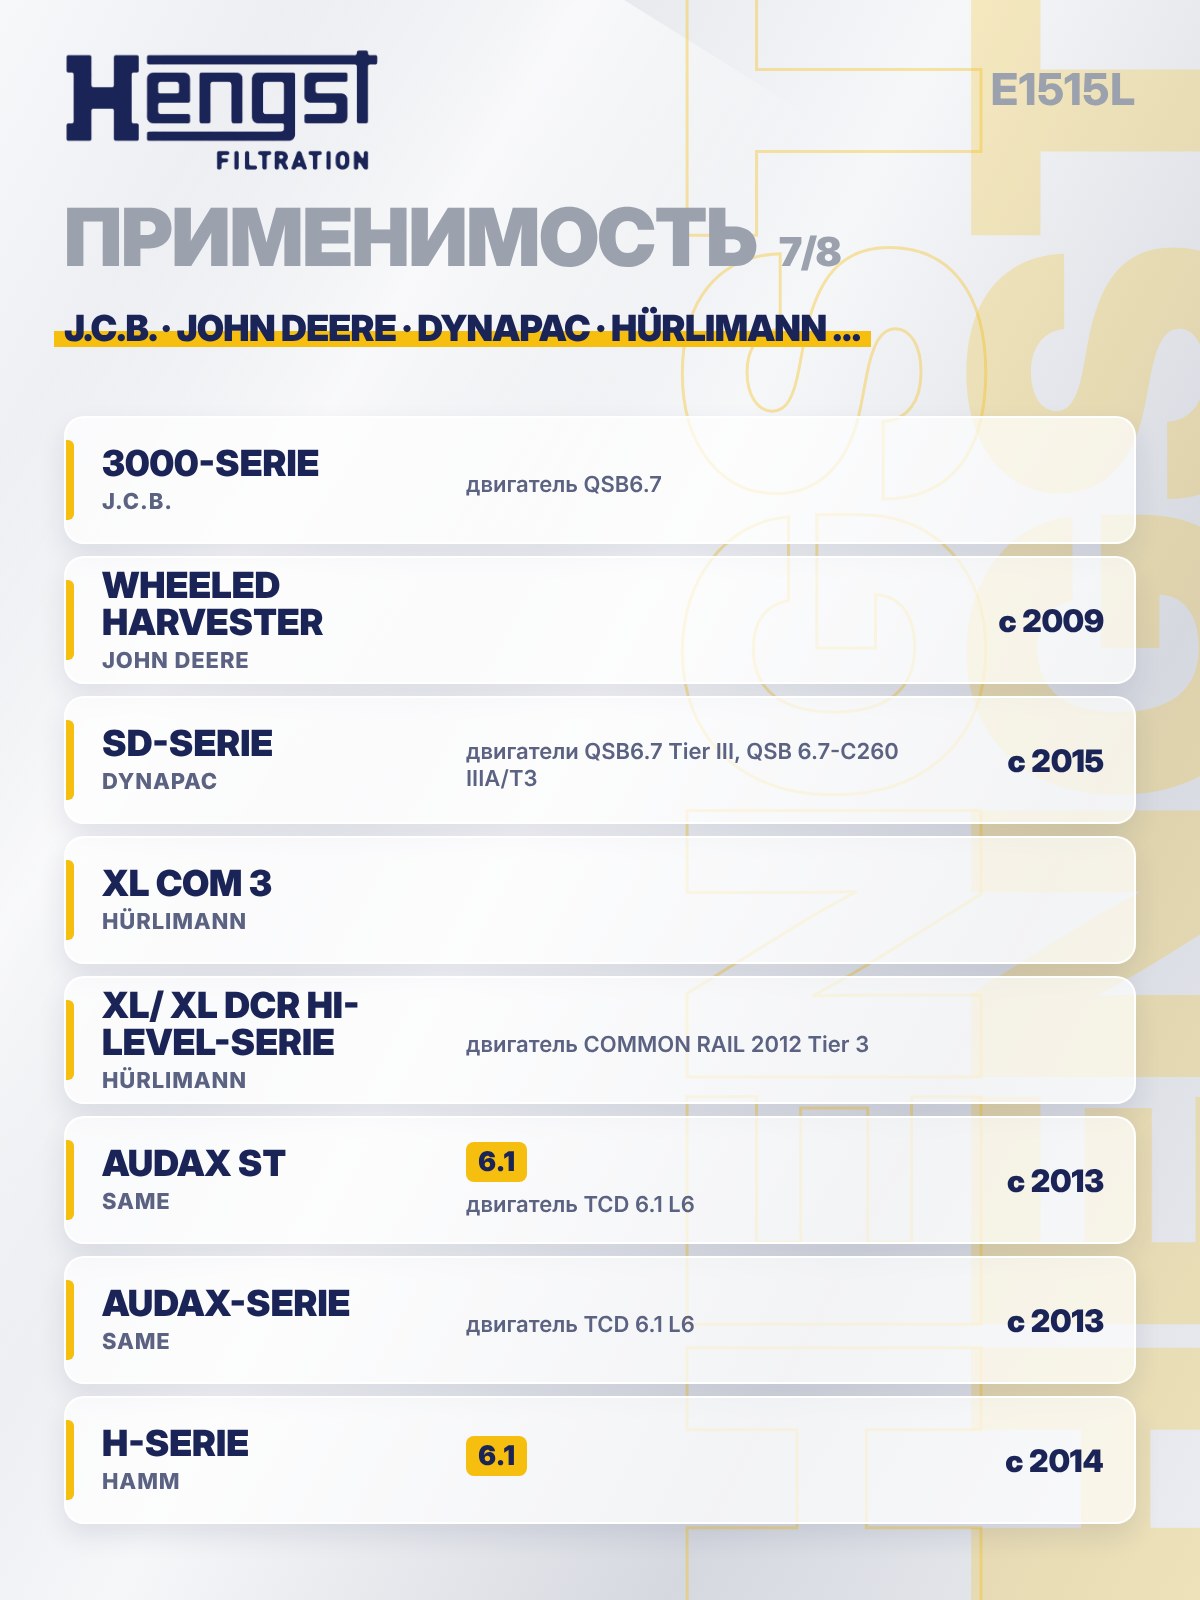 Hengst
FILTRATION
E1515L
ПРИМЕНИМОСТЬ 7/8
J.C.B. · JOHN DEERE · DYNAPAC · HÜRLIMANN ...
3000-SERIE
J.C.B.
двигатель QSB6.7
WHEELED
HARVESTER
JOHN DEERE
с 2009
SD-SERIE
DYNAPAC
двигатели QSB6.7 Tier III, QSB 6.7-C260
IIIA/T3
с 2015
XL COM 3
HÜRLIMANN
XL/ XL DCR HI-
LEVEL-SERIE
HÜRLIMANN
двигатель COMMON RAIL 2012 Tier 3
AUDAX ST
SAME
6.1
двигатель TCD 6.1 L6
с 2013
AUDAX-SERIE
SAME
двигатель TCD 6.1 L6
с 2013
H-SERIE
HAMM
6.1
с 2014
HENGST
HENGST